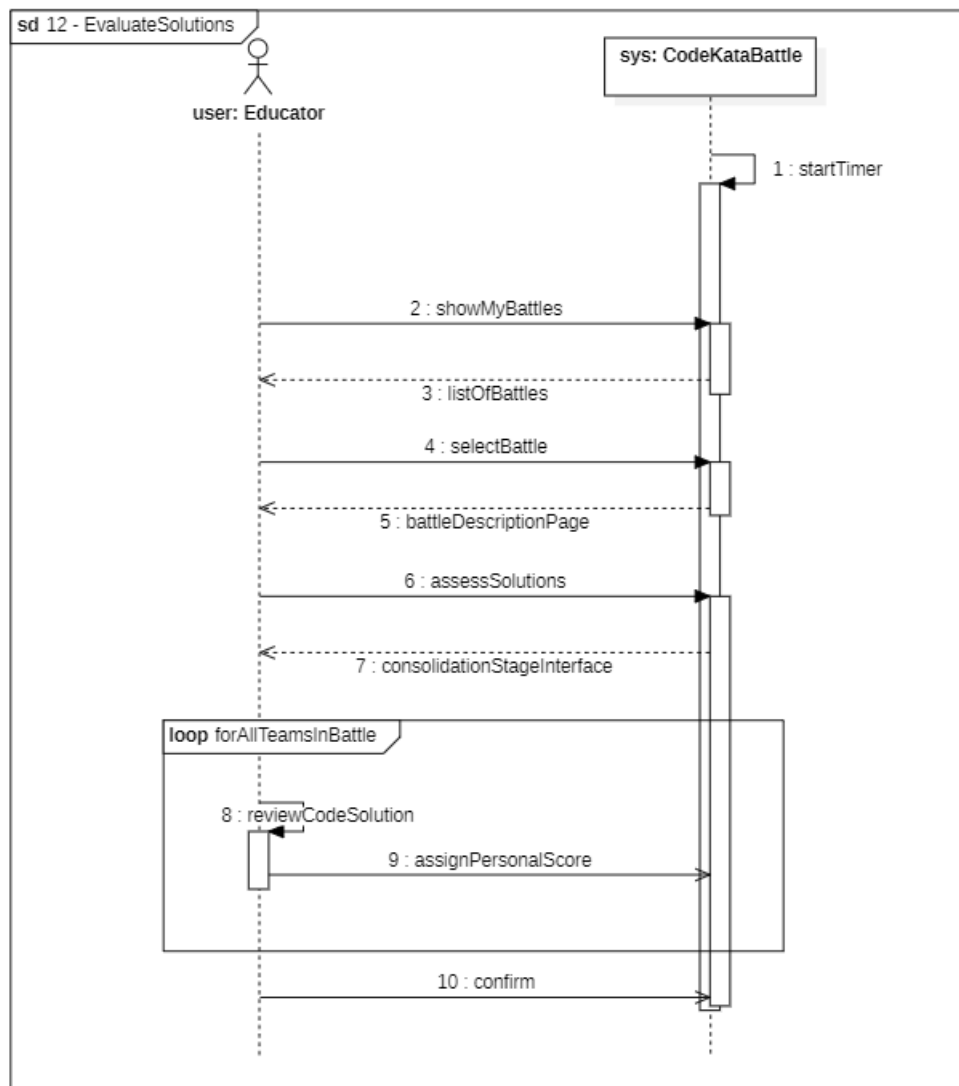 sd 12 - EvaluateSolutions
user: Educator
sys: CodeKataBattle
1 : startTimer
2 : showMyBattles
3 : listOfBattles
4 : selectBattle
5 : battleDescriptionPage
6 : assessSolutions
7 : consolidationStageInterface
loop forAllTeamsInBattle
8 : reviewCodeSolution
9 : assignPersonalScore
10 : confirm